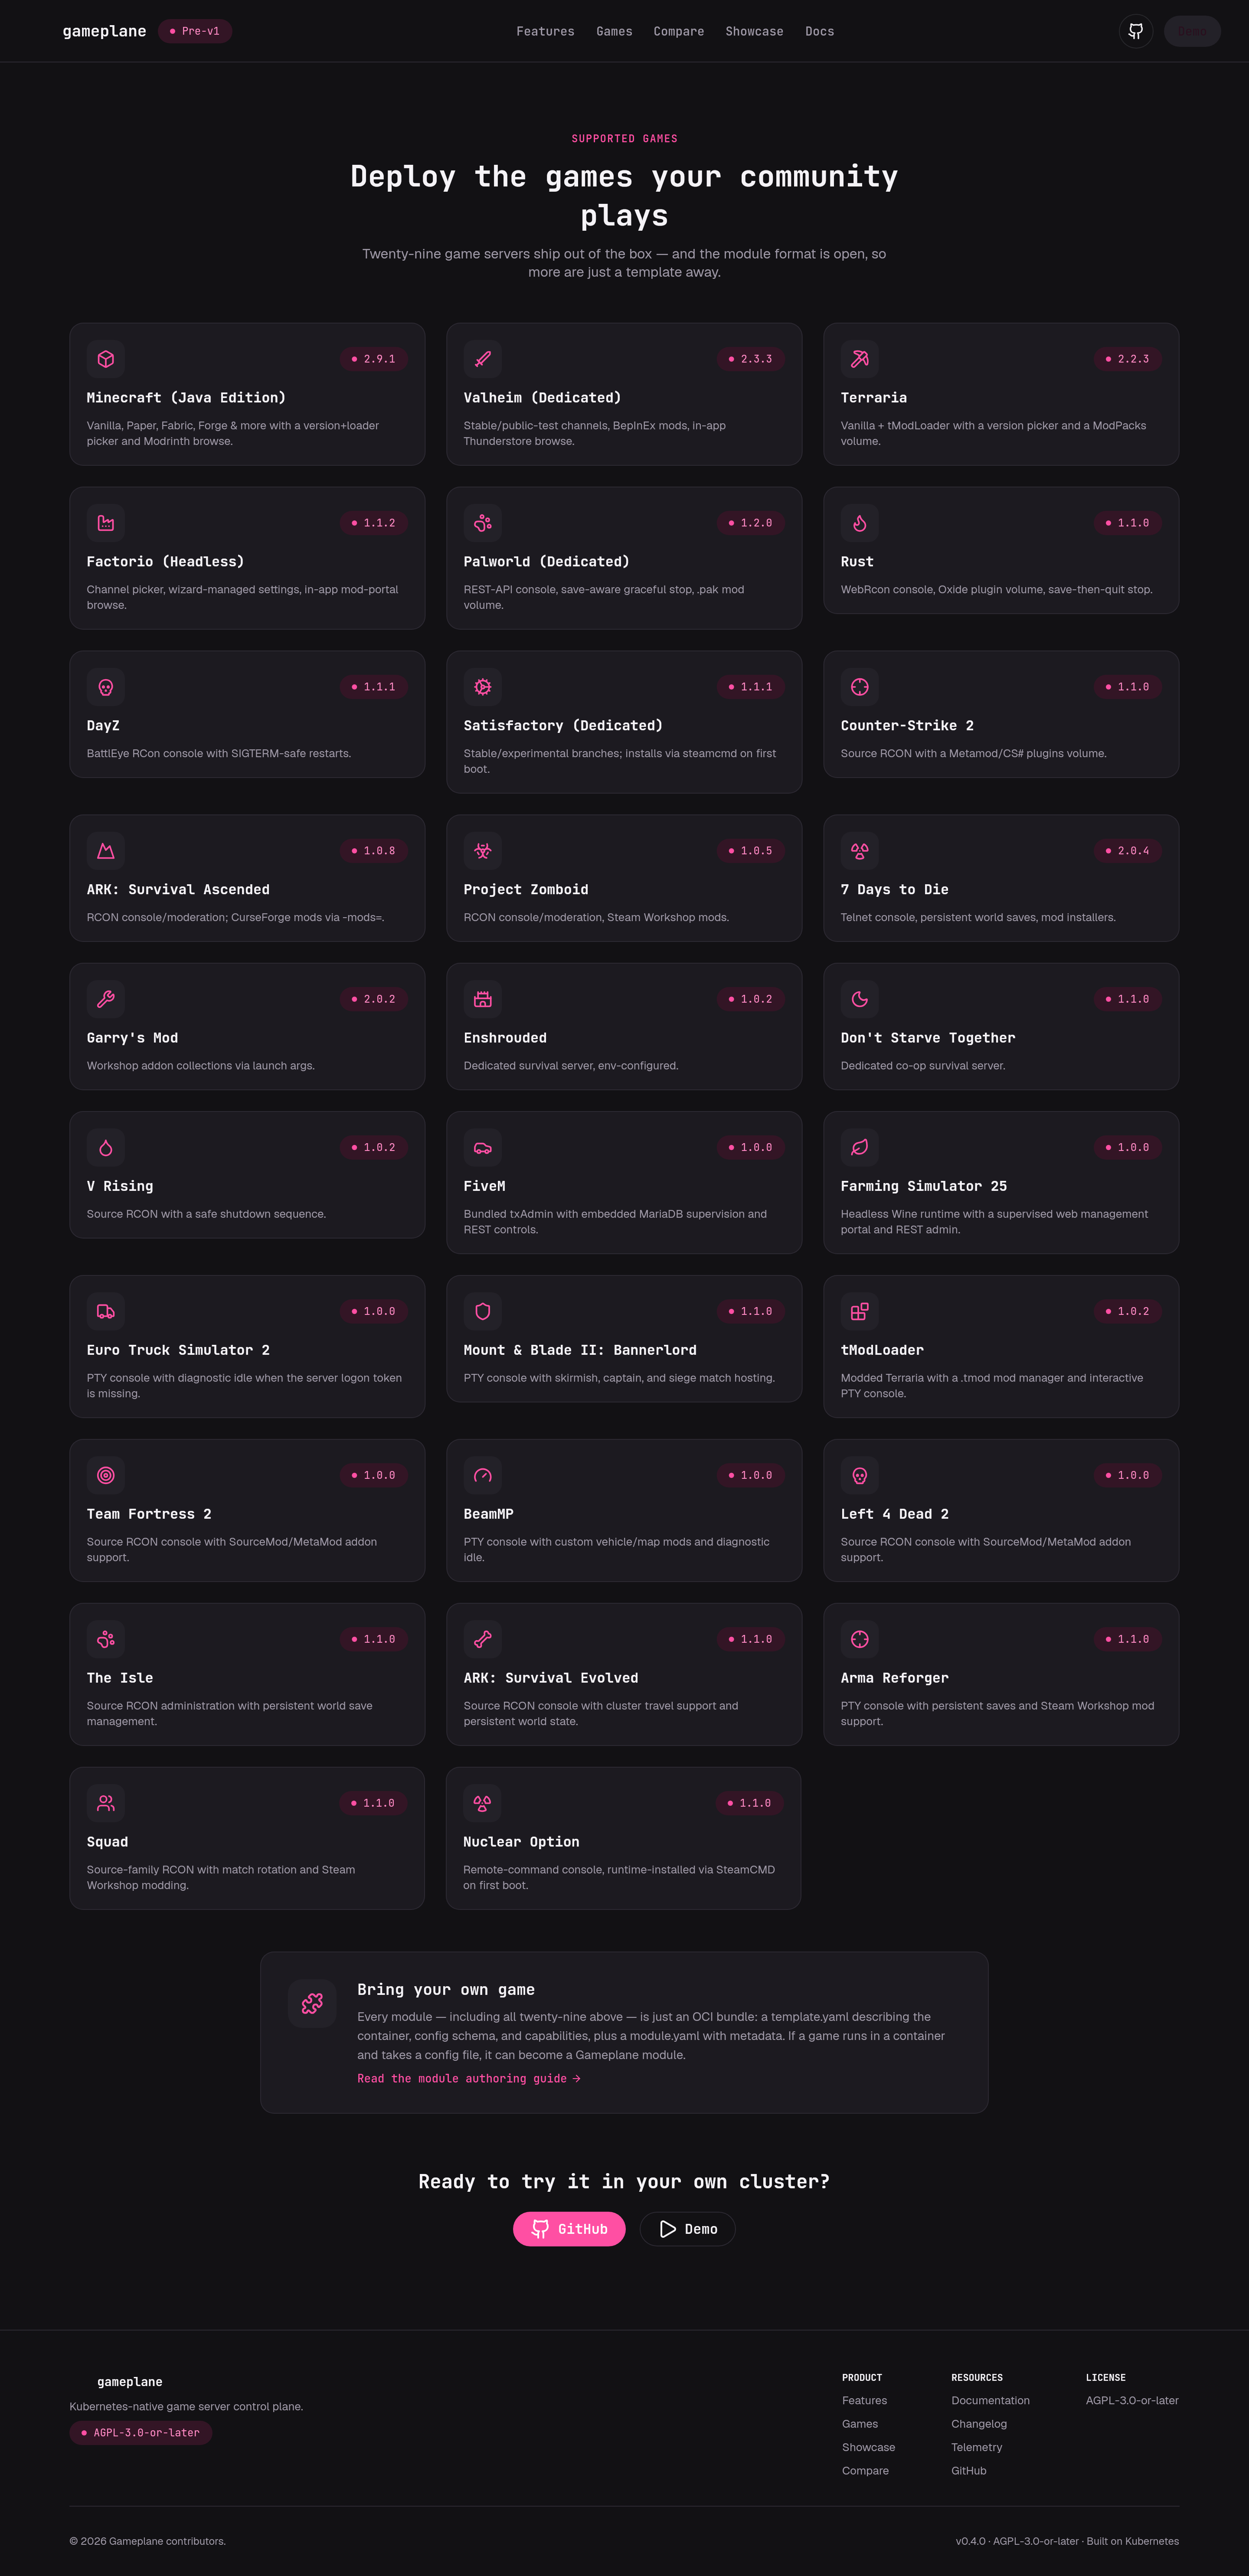 gameplane
Pre-v1
Features Games Compare Showcase Docs
Demo
SUPPORTED GAMES
Deploy the games your community
plays
Twenty-nine game servers ship out of the box — and the module format is open, so
more are just a template away.
2.9.1
Minecraft (Java Edition)
Vanilla, Paper, Fabric, Forge & more with a version+loader
picker and Modrinth browse.
2.3.3
Valheim (Dedicated)
Stable/public-test channels, BepInEx mods, in-app
Thunderstore browse.
2.2.3
Terraria
Vanilla + tModLoader with a version picker and a ModPacks
volume.
1.1.2
Factorio (Headless)
Channel picker, wizard-managed settings, in-app mod-portal
browse.
1.2.0
Palworld (Dedicated)
REST-API console, save-aware graceful stop, .pak mod
volume.
1.1.0
Rust
WebRcon console, Oxide plugin volume, save-then-quit stop.
1.1.1
DayZ
BattlEye RCon console with SIGTERM-safe restarts.
1.1.1
Satisfactory (Dedicated)
Stable/experimental branches; installs via steamcmd on first
boot.
1.1.0
Counter-Strike 2
Source RCON with a Metamod/CS# plugins volume.
1.0.8
ARK: Survival Ascended
RCON console/moderation; CurseForge mods via -mods=.
1.0.5
Project Zomboid
RCON console/moderation, Steam Workshop mods.
2.0.4
7 Days to Die
Telnet console, persistent world saves, mod installers.
2.0.2
Garry's Mod
Workshop addon collections via launch args.
1.0.2
Enshrouded
Dedicated survival server, env-configured.
1.1.0
Don't Starve Together
Dedicated co-op survival server.
1.0.2
V Rising
Source RCON with a safe shutdown sequence.
1.0.0
FiveM
Bundled txAdmin with embedded MariaDB supervision and
REST controls.
1.0.0
Farming Simulator 25
Headless Wine runtime with a supervised web management
portal and REST admin.
1.0.0
Euro Truck Simulator 2
PTY console with diagnostic idle when the server logon token
is missing.
1.1.0
Mount & Blade II: Bannerlord
PTY console with skirmish, captain, and siege match hosting.
1.0.2
tModLoader
Modded Terraria with a .tmod mod manager and interactive
PTY console.
1.0.0
Team Fortress 2
Source RCON console with SourceMod/MetaMod addon
support.
1.0.0
BeamMP
PTY console with custom vehicle/map mods and diagnostic
idle.
1.0.0
Left 4 Dead 2
Source RCON console with SourceMod/MetaMod addon
support.
1.1.0
The Isle
Source RCON administration with persistent world save
management.
1.1.0
ARK: Survival Evolved
Source RCON console with cluster travel support and
persistent world state.
1.1.0
Arma Reforger
PTY console with persistent saves and Steam Workshop mod
support.
1.1.0
Squad
Source-family RCON with match rotation and Steam
Workshop modding.
1.1.0
Nuclear Option
Remote-command console, runtime-installed via SteamCMD
on first boot.
Bring your own game
Every module — including all twenty-nine above — is just an OCI bundle: a template.yaml describing the
container, config schema, and capabilities, plus a module.yaml with metadata. If a game runs in a container
and takes a config file, it can become a Gameplane module.
Read the module authoring guide →
Ready to try it in your own cluster?
GitHub
Demo
gameplane
Kubernetes-native game server control plane.
AGPL-3.0-or-later
PRODUCT
Features
Games
Showcase
Compare
RESOURCES
Documentation
Changelog
Telemetry
GitHub
LICENSE
AGPL-3.0-or-later
© 2026 Gameplane contributors.
v0.4.0 · AGPL-3.0-or-later · Built on Kubernetes